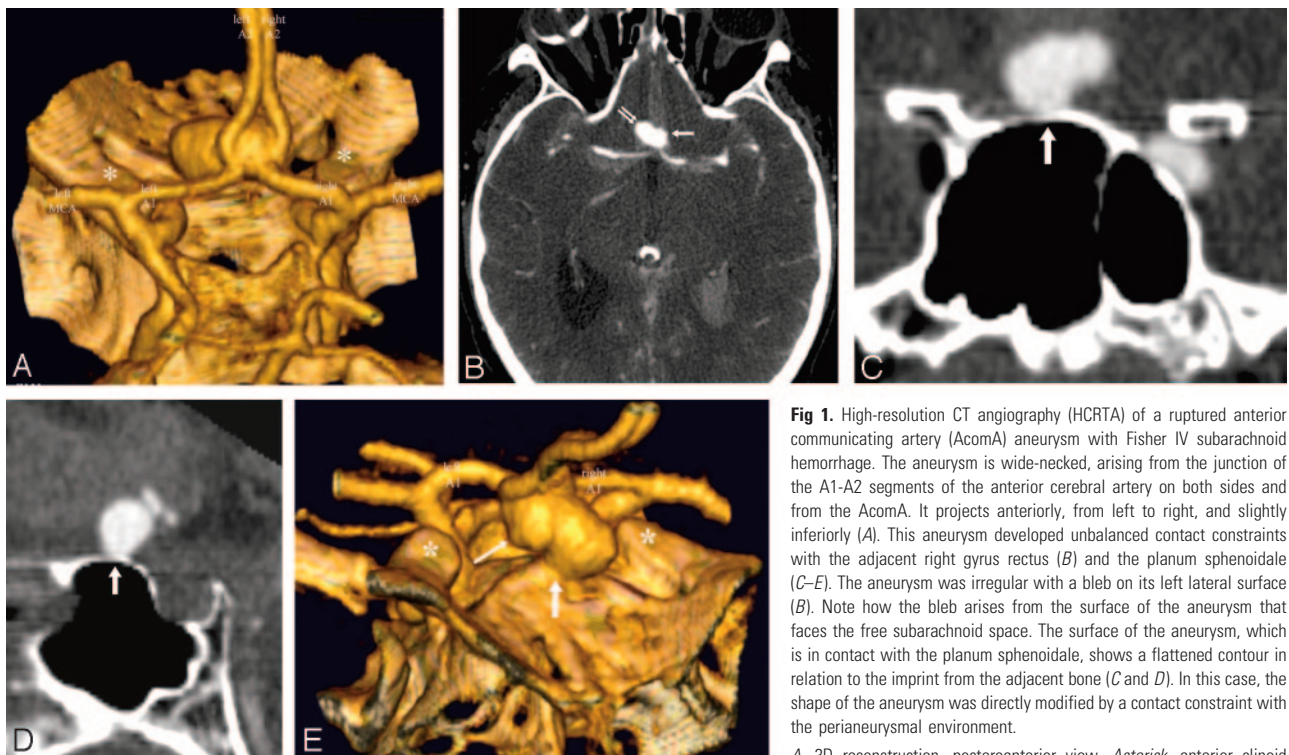 left right
A2 A2
left
MCA
left
A1
right
A1
right
MCA
A
B
C
D
left
A1
right
A1
E
Fig 1. High-resolution CT angiography (HCRTA) of a ruptured anterior
communicating artery (AcomA) aneurysm with Fisher IV subarachnoid
hemorrhage. The aneurysm is wide-necked, arising from the junction of
the A1-A2 segments of the anterior cerebral artery on both sides and
from the AcomA. It projects anteriorly, from left to right, and slightly
inferiorly (A). This aneurysm developed unbalanced contact constraints
with the adjacent right gyrus rectus (B) and the planum sphenoidale
(C–E). The aneurysm was irregular with a bleb on its left lateral surface
(B). Note how the bleb arises from the surface of the aneurysm that
faces the free subarachnoid space. The surface of the aneurysm, which
is in contact with the planum sphenoidale, shows a flattened contour in
relation to the imprint from the adjacent bone (C and D). In this case, the
shape of the aneurysm was directly modified by a contact constraint with
the perianeurysmal environment.